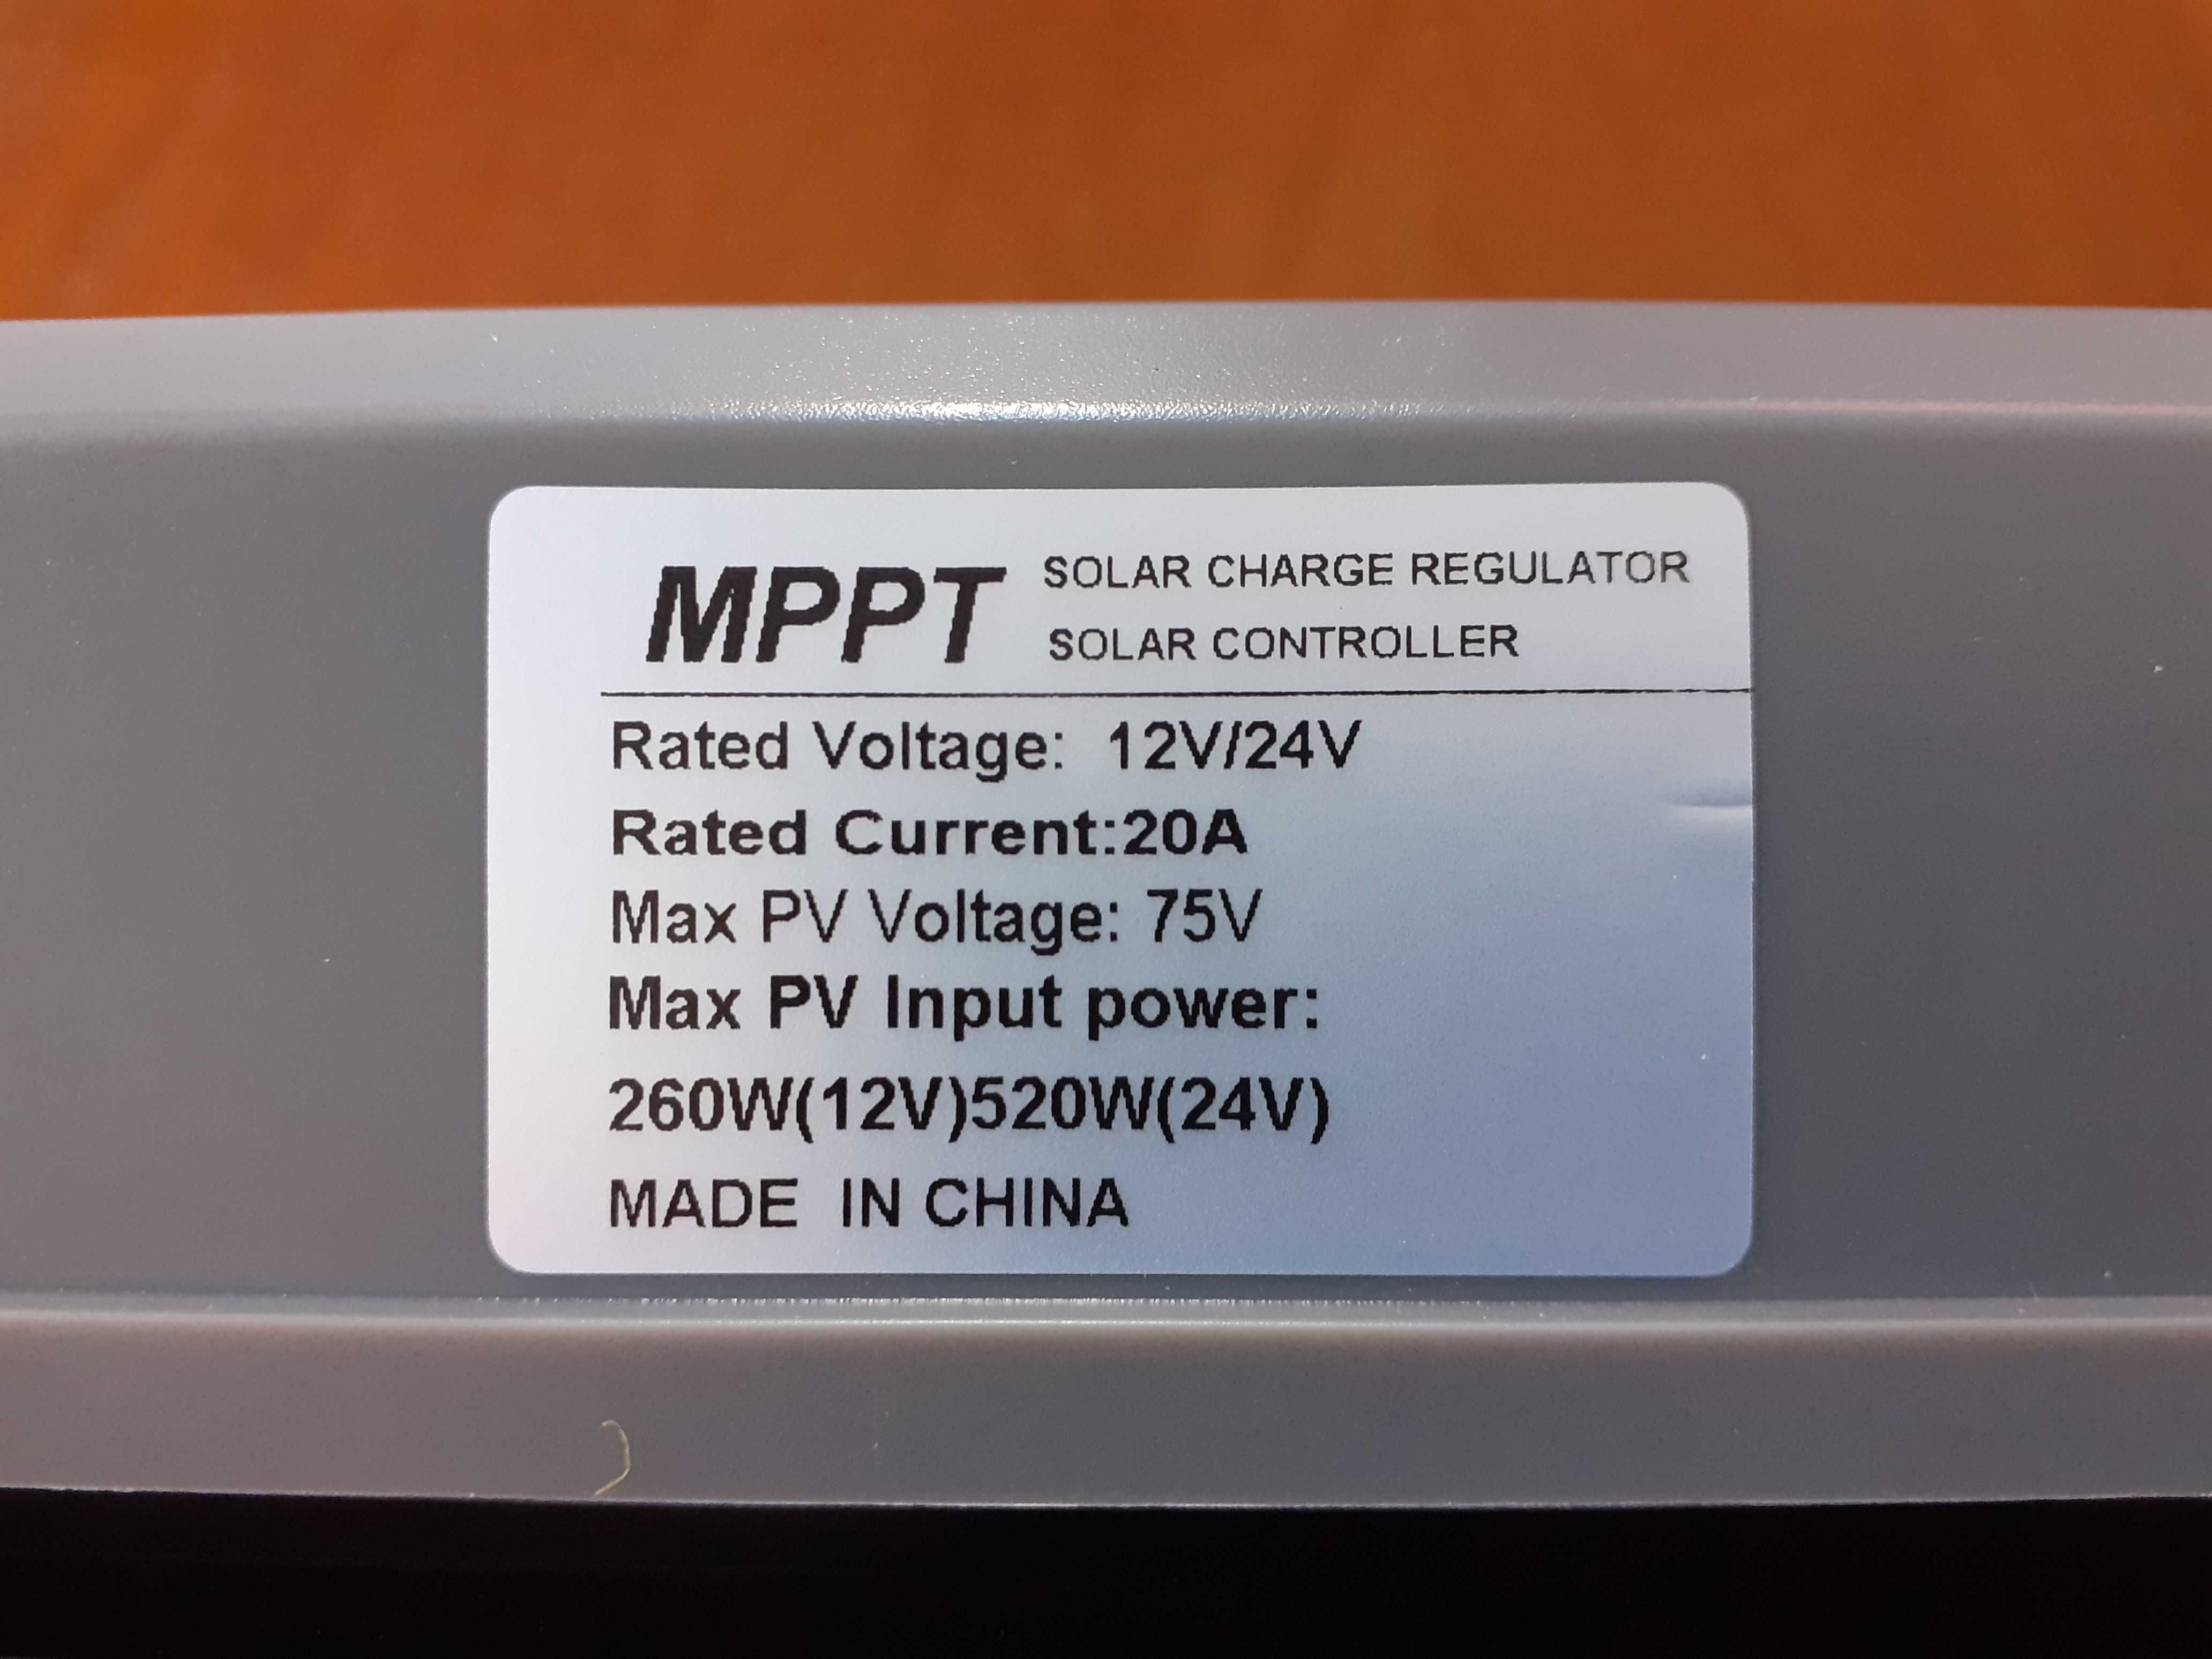 MPPT SOLAR CHARGE REGULATOR
SOLAR CONTROLLER
Rated Voltage: 12V/24V
Rated Current:20A
Max PV Voltage: 75V
Max PV Input power:
260W(12V)520W(24V)
MADE IN CHINA